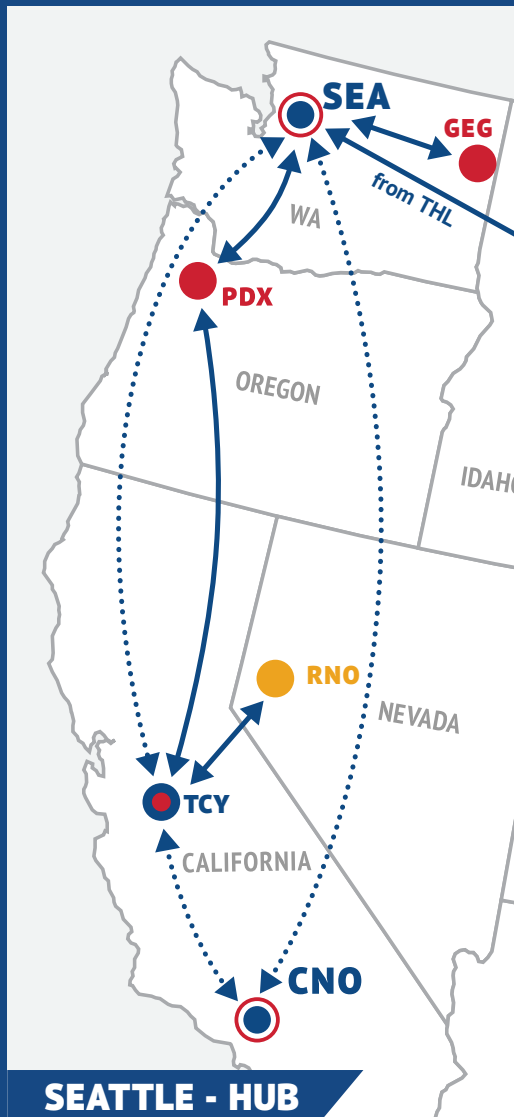 SEA
GEG
from THL
WA
PDX
OREGON
IDAHO
RNO
NEVADA
TCY
CALIFORNIA
CNO
SEATTLE - HUB